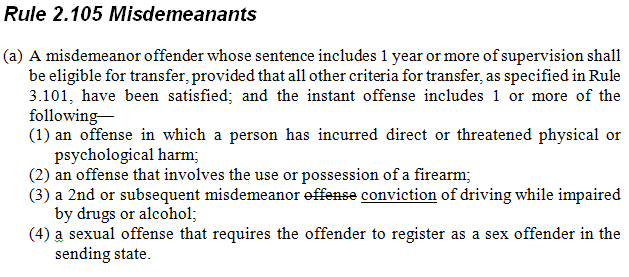 Rule 2.105 Misdemeanants
(a) A misdemeanor offender whose sentence includes 1 year or more of supervision shall
be eligible for transfer, provided that all other criteria for transfer, as specified in Rule
3.101, have been satisfied; and the instant offense includes 1 or more of the
following—
(1) an offense in which a person has incurred direct or threatened physical or
psychological harm;
(2) an offense that involves the use or possession of a firearm;
(3) a 2nd or subsequent misdemeanor offense conviction of driving while impaired
by drugs or alcohol;
(4) a sexual offense that requires the offender to register as a sex offender in the
sending state.